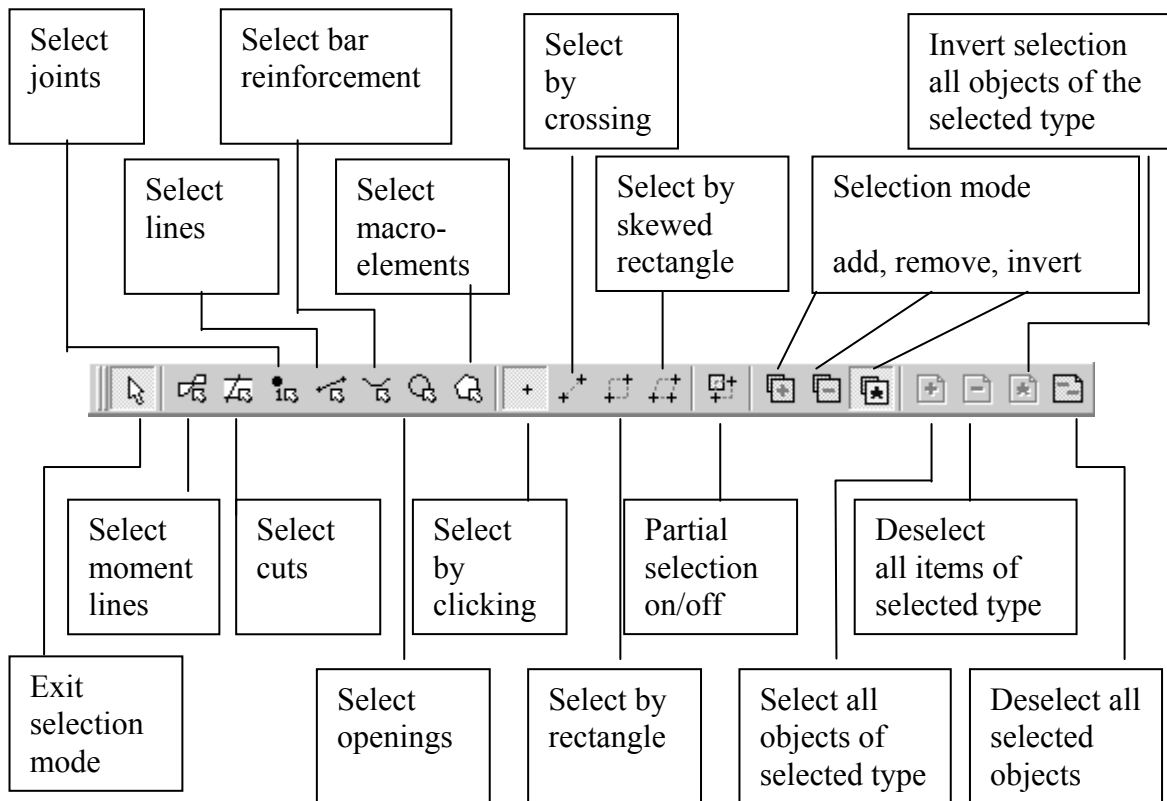 Select
joints
Select bar
reinforcement
Select
by
crossing
Invert selection
all objects of the
selected type
Select
lines
Select
macro-
elements
Select by
skewed
rectangle
Selection mode
add, remove, invert
Select
moment
lines
Select
cuts
Select
by
clicking
Partial
selection
on/off
Deselect
all items of
selected type
Exit
selection
mode
Select
openings
Select by
rectangle
Select all
objects of
selected type
Deselect all
selected
objects